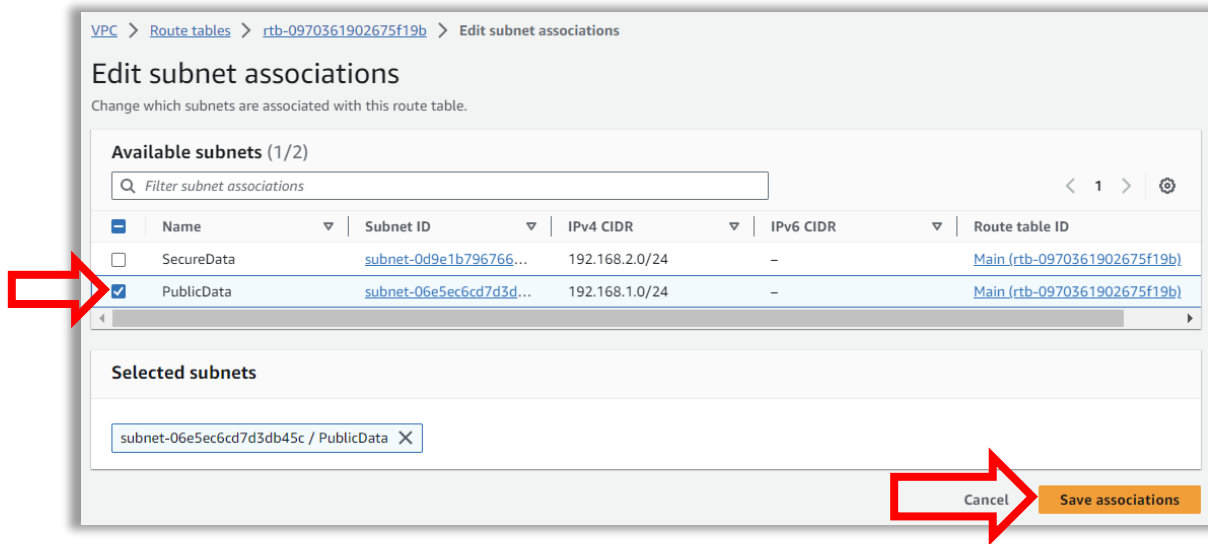 VPC > Route tables > rtb-0970361902675f19b > Edit subnet associations
Edit subnet associations
Change which subnets are associated with this route table.
Available subnets (1/2)
Filter subnet associations
< 1 >
Name Subnet ID IPv4 CIDR IPv6 CIDR Route table ID
SecureData subnet-0d9e1b796766... 192.168.2.0/24 – Main (rtb-0970361902675f19b)
PublicData subnet-06e5ec6cd7d3d... 192.168.1.0/24 – Main (rtb-0970361902675f19b)
Selected subnets
subnet-06e5ec6cd7d3db45c / PublicData ×
Cancel Save associations